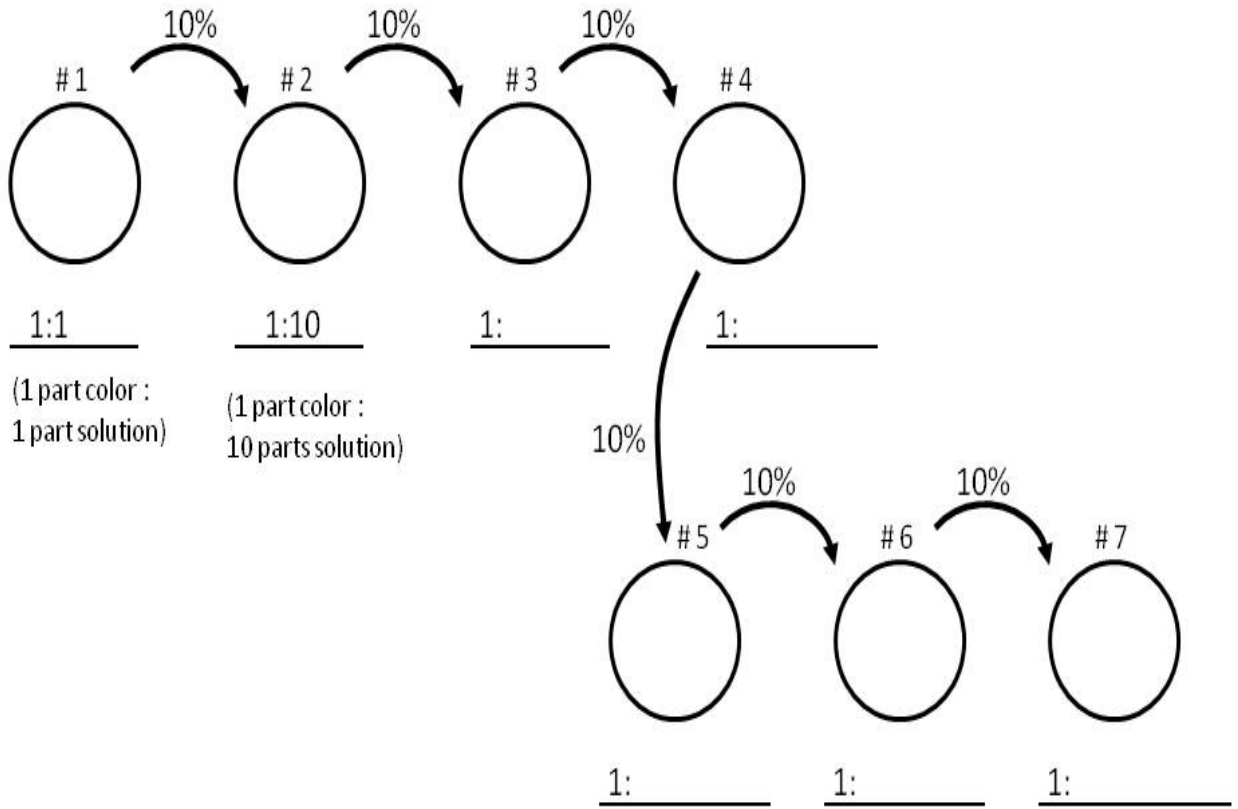 10% 10% 10%
# 1 # 2 # 3 # 4
1:1 1:10 1: 1:
(1 part color :
1 part solution)
(1 part color :
10 parts solution)
10%
10% 10%
# 5 # 6 # 7
1: 1: 1: